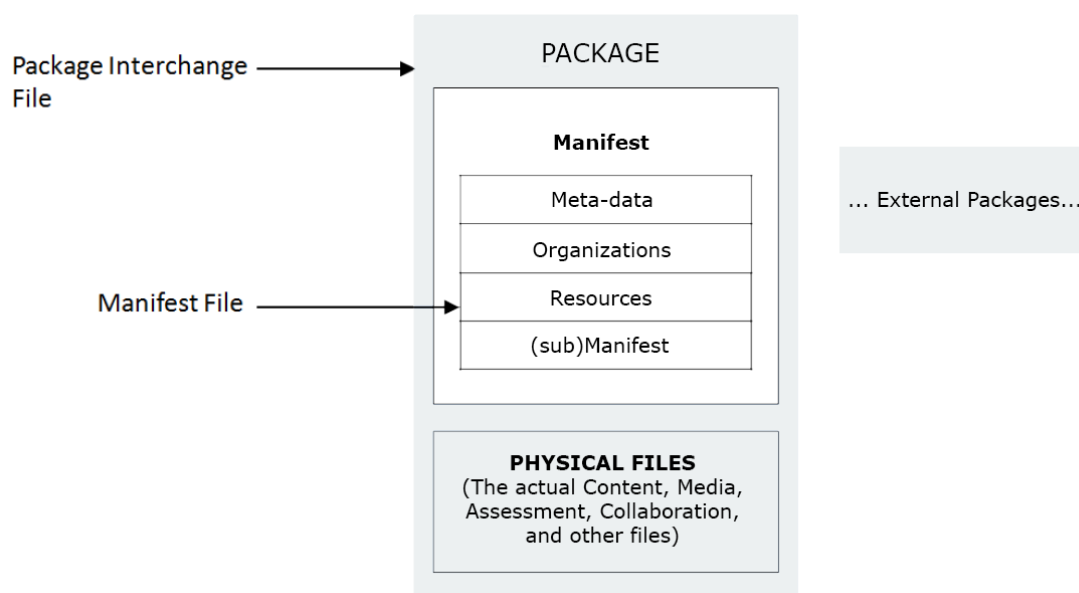 PACKAGE
Package Interchange
File
Manifest
Meta-data
... External Packages...
Organizations
Resources
Manifest File
(sub)Manifest
PHYSICAL FILES
(The actual Content, Media,
Assessment, Collaboration,
and other files)